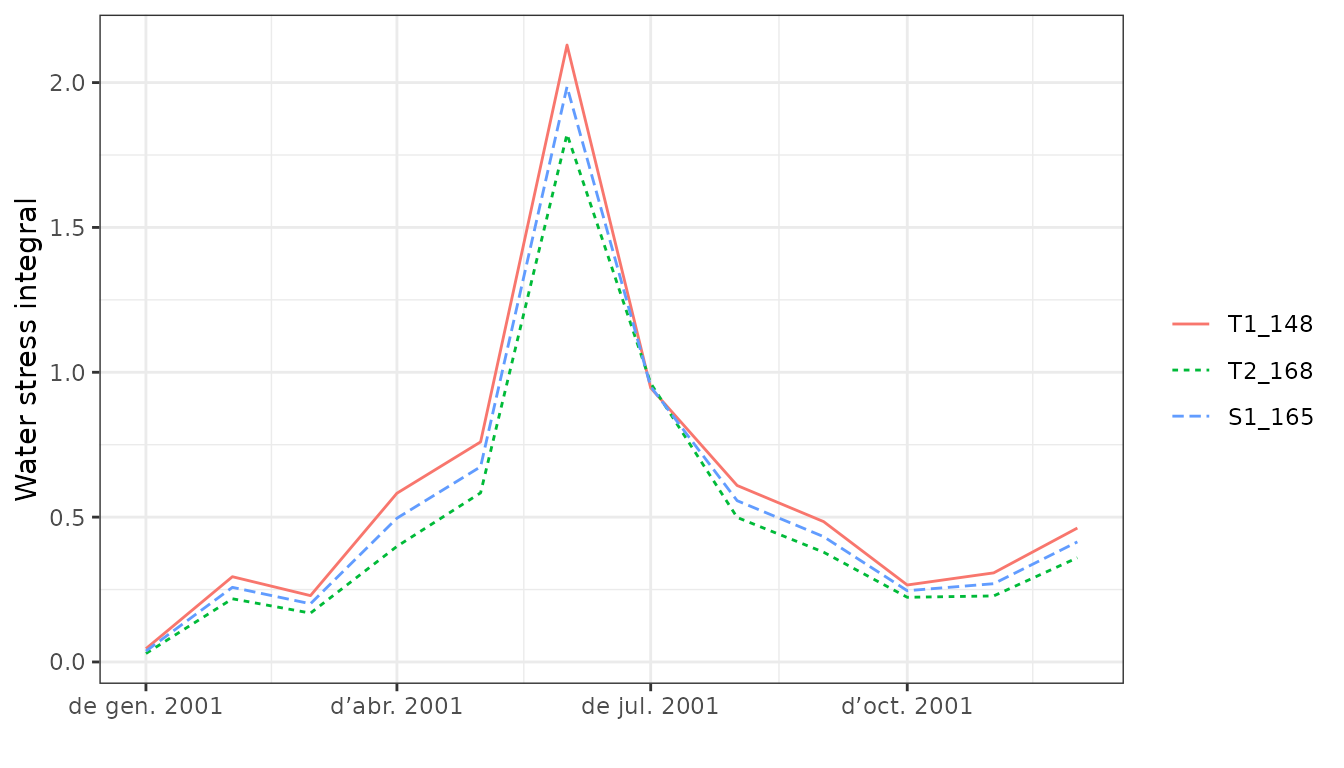 Water stress integral
2.0
1.5
1.0
0.5
0.0
de gen. 2001
d’abr. 2001
de jul. 2001
d’oct. 2001
T1_148
T2_168
S1_165